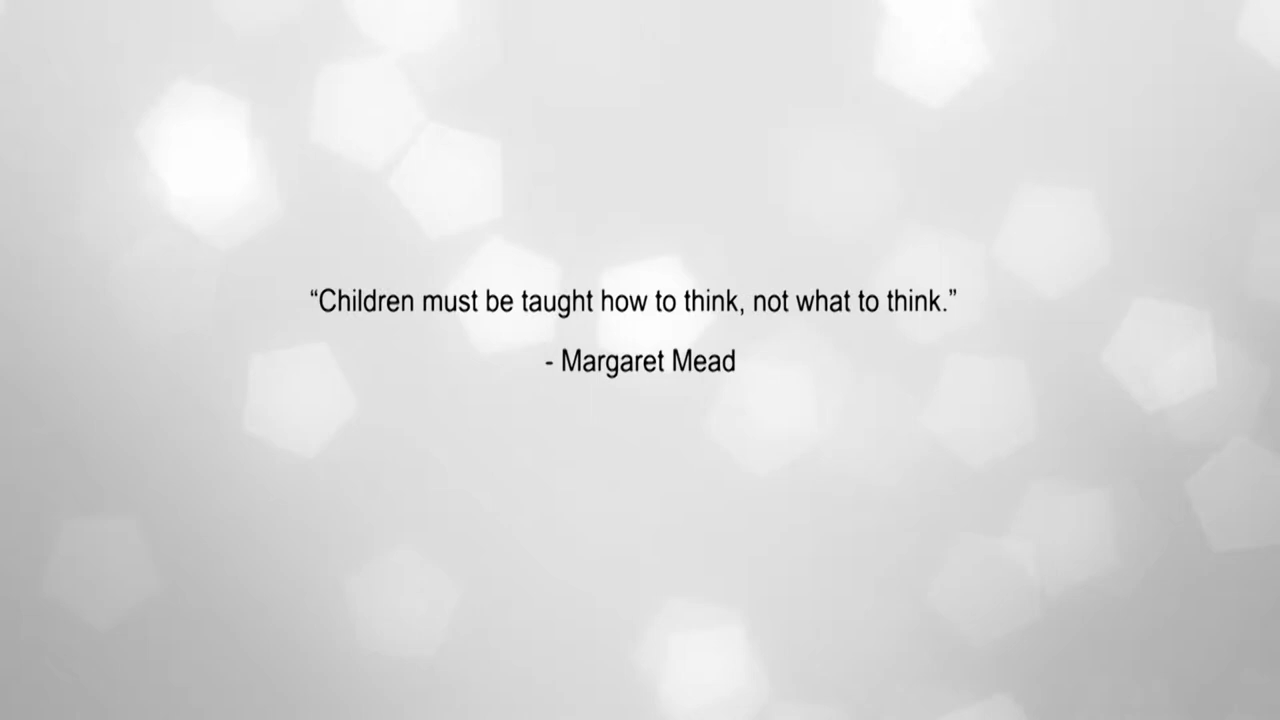 “Children must be taught how to think, not what to think.”
- Margaret Mead